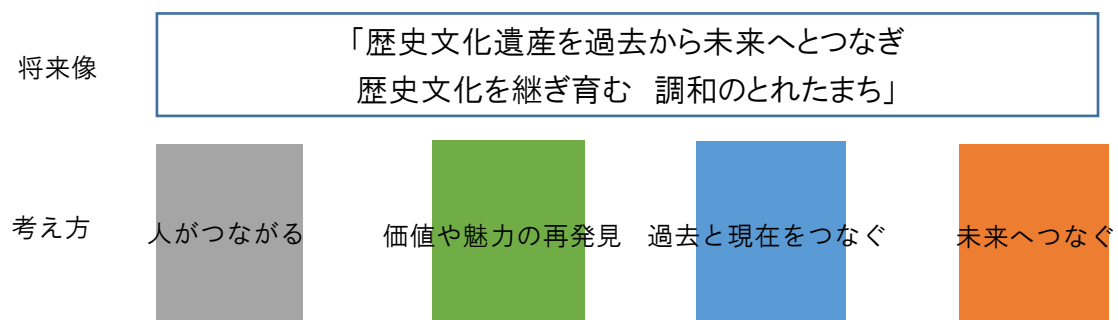 将来像
「歴史文化遺産を過去から未来へとつなぎ
歴史文化を継ぎ育む　調和のとれたまち」
考え方
人がつながる
価値や魅力の再発見
過去と現在をつなぐ
未来へつなぐ